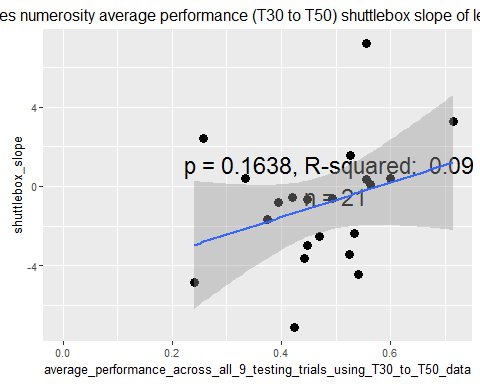 es numerosity average performance (T30 to T50) shuttlebox slope of le
4
0
-4
shuttlebox_slope
p = 0.1638, R-squared: 0.09
n = 21
0.0 0.2 0.4 0.6
average_performance_across_all_9_testing_trials_using_T30_to_T50_data